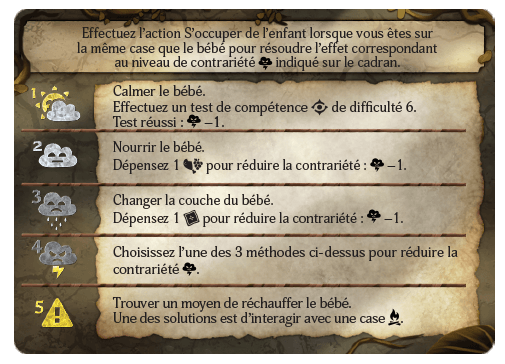 Effectuez l'action S'occuper de l'enfant lorsque vous êtes sur
la même case que le bébé pour résoudre l'effet correspondant
au niveau de contrariété indiqué sur le cadran.
1
Calmer le bébé.
Effectuez un test de compétence de difficulté 6.
Test réussi : –1.
2
Nourrir le bébé.
Dépensez 1 pour réduire la contrariété : –1.
3
Changer la couche du bébé.
Dépensez 1 pour réduire la contrariété : –1.
4
Choisissez l'une des 3 méthodes ci-dessus pour réduire la
contrariété .
5
Trouver un moyen de réchauffer le bébé.
Une des solutions est d'interagir avec une case .